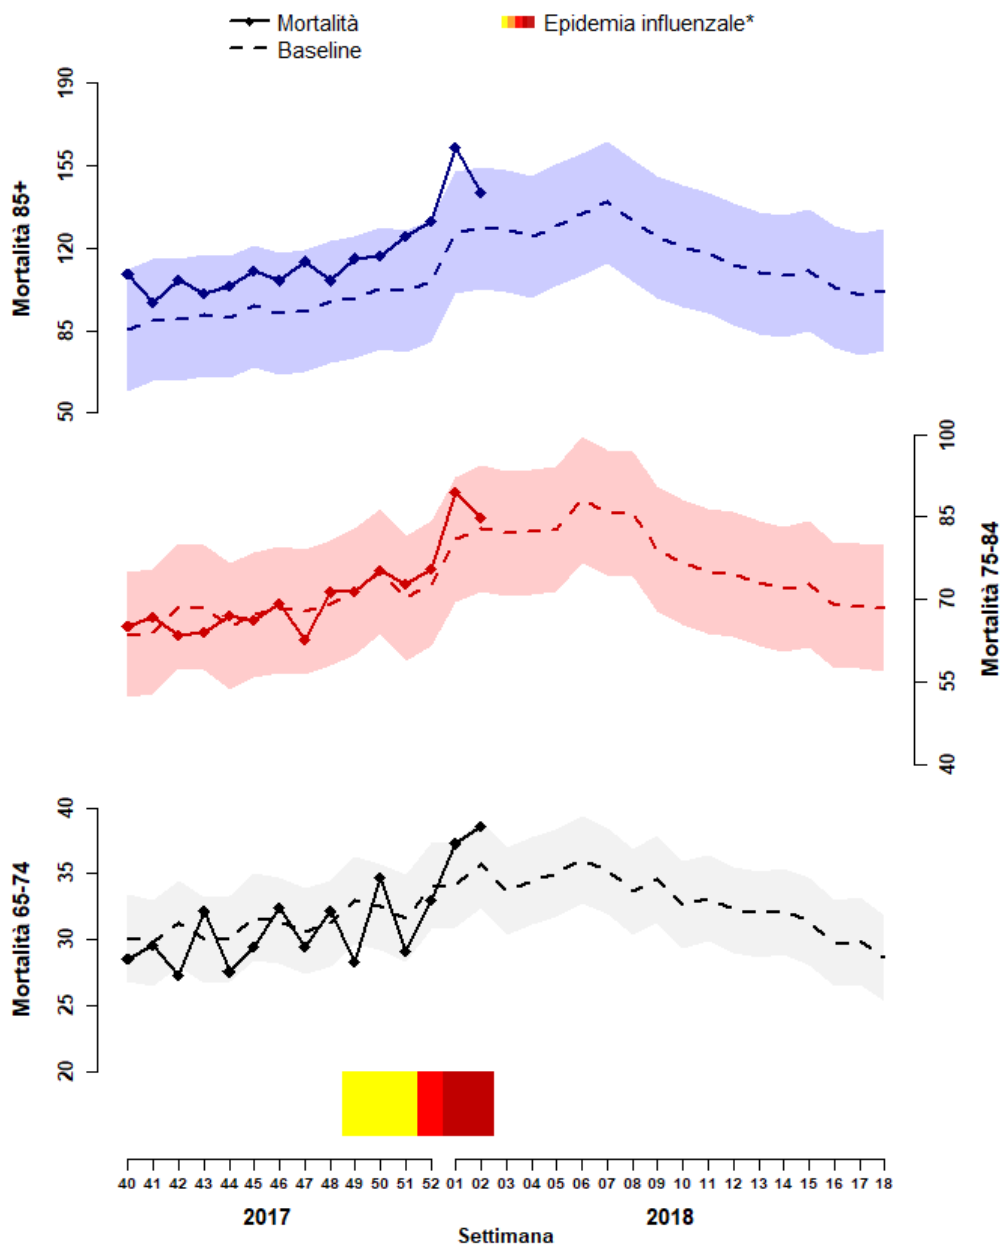 Mortalità
Epidemia influenzale*
Baseline
Mortalità 85+
190
155
120
85
50
Mortalità 75-84
100
85
70
55
40
Mortalità 65-74
40
35
30
25
20
40 41 42 43 44 45 46 47 48 49 50 51 52 01 02 03 04 05 06 07 08 09 10 11 12 13 14 15 16 17 18
2017 2018
Settimana